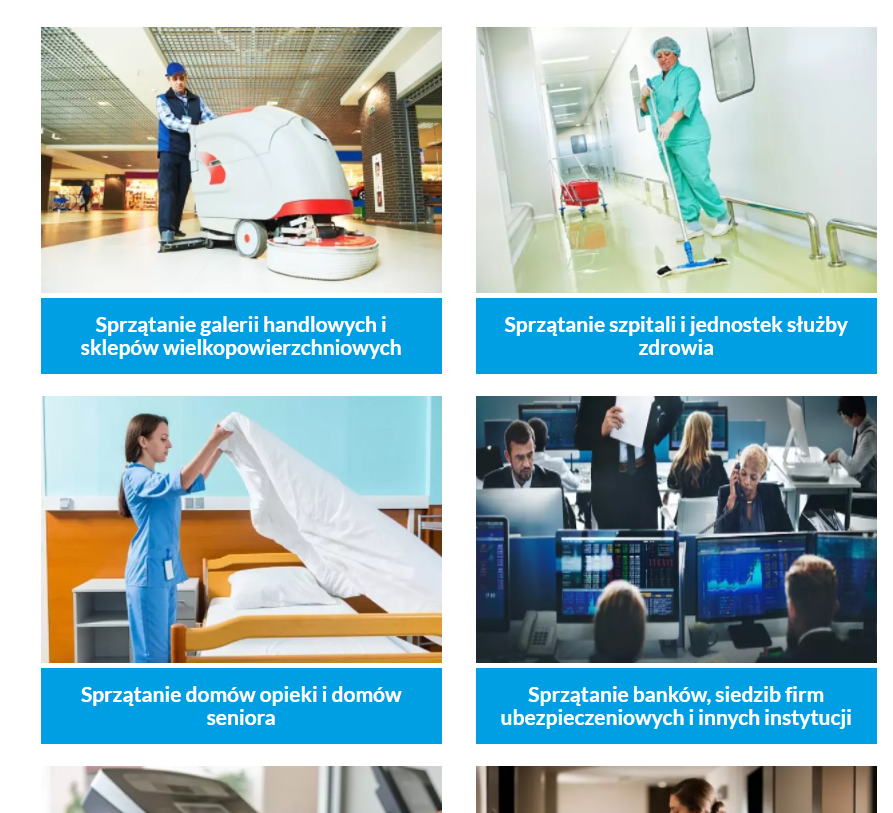 Sprzątanie galerii handlowych i
sklepów wielkopowierzchniowych
Sprzątanie szpitali i jednostek służby
zdrowia
Sprzątanie domów opieki i domów
seniora
Sprzątanie banków, siedzib firm
ubezpieczeniowych i innych instytucji